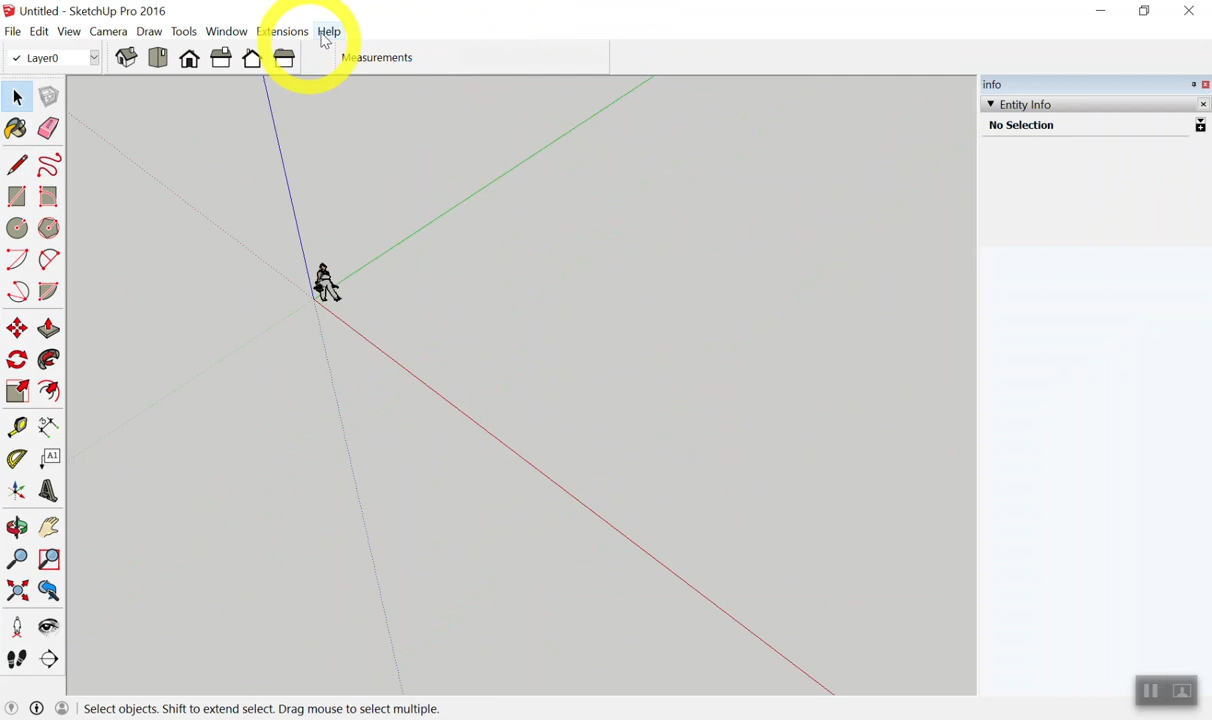 Untitled - SketchUp Pro 2016
File Edit View Camera Draw Tools Window Extensions Help
Layer0
Measurements
info
Entity Info
No Selection
A1
Select objects. Shift to extend select. Drag mouse to select multiple.